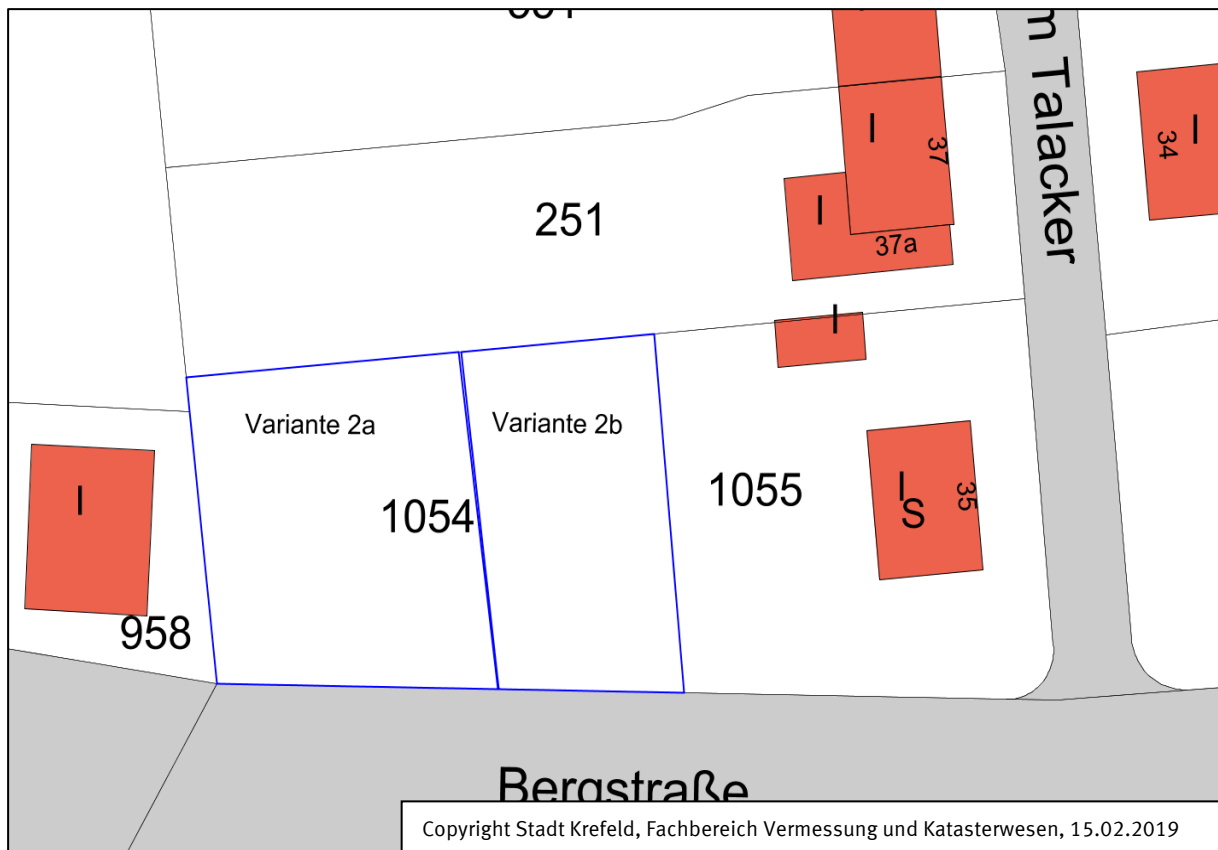 m Talacker
I
37
34
I
251
I
37a
I
Variante 2a
Variante 2b
I
1054
1055
I
S
35
958
Bergstraße
Copyright Stadt Krefeld, Fachbereich Vermessung und Katasterwesen, 15.02.2019